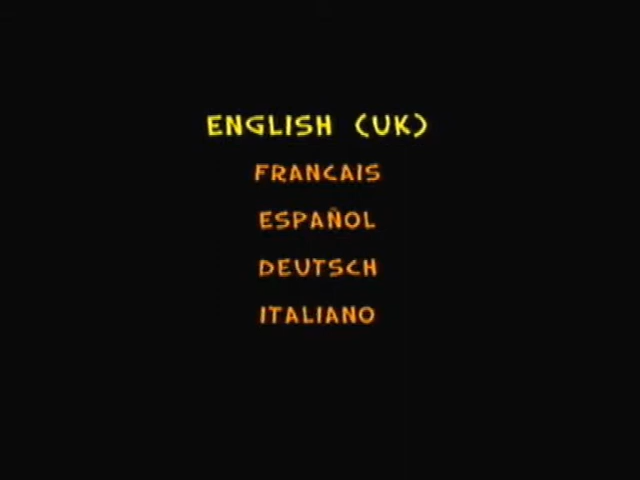 ENGLISH (UK)
FRANCAIS
ESPAÑOL
DEUTSCH
ITALIANO